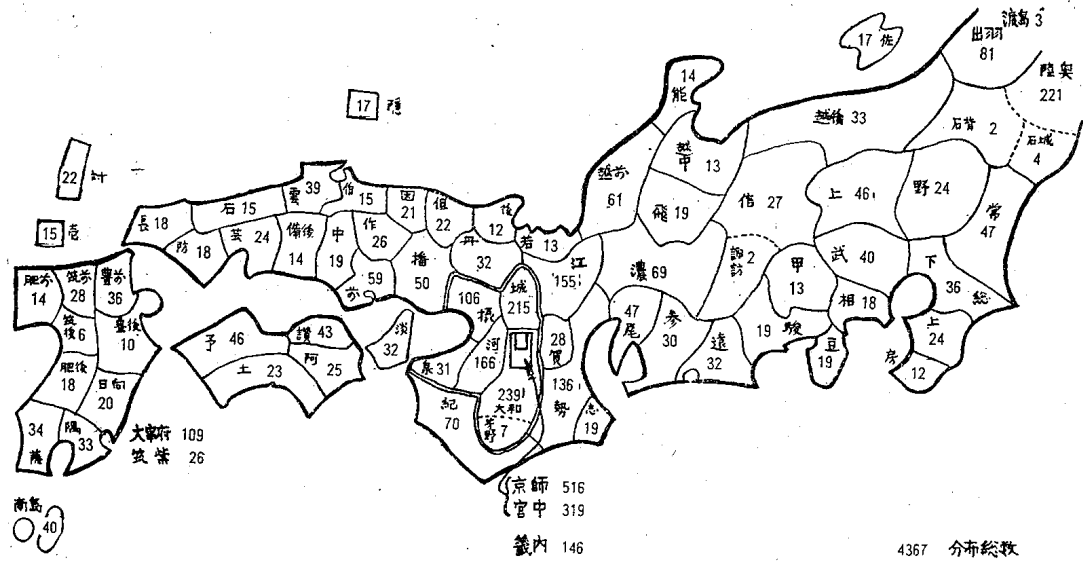 渡島 3
出羽
81
陸奥
221
17 佐
14
能
越後 33
石背 2
石城
4
越中
13
越前
61
飛 19
信 27
上 46
野 24
常
47
17 隠
22 対
15 壱
雲 39
伯
15
因
21
但
22
後
12
若 13
石 15
長 18
防 18
芸 24
備後
14
中
19
作
26
59
前
播
50
丹
32
江
155
濃 69
諏訪 2
甲
13
武 40
相 18
下
36 総
上
24
房
12
豆
19
19 駿
遠
32
参
30
47
尾
106
摂
城
215
28
賀
136
勢
志
19
河
166
泉 31
239
大和
芳野 7
紀
70
淡
32
讃 43
予 46
阿
25
土 23
肥前
14
筑前
28
豊前
36
筑後 6
豊後
10
肥後
18
日向
20
34
薩
隅
33
大宰府 109
筑紫 26
南島
40
京師 516
宮中 319
畿内 146
4367 分布総数